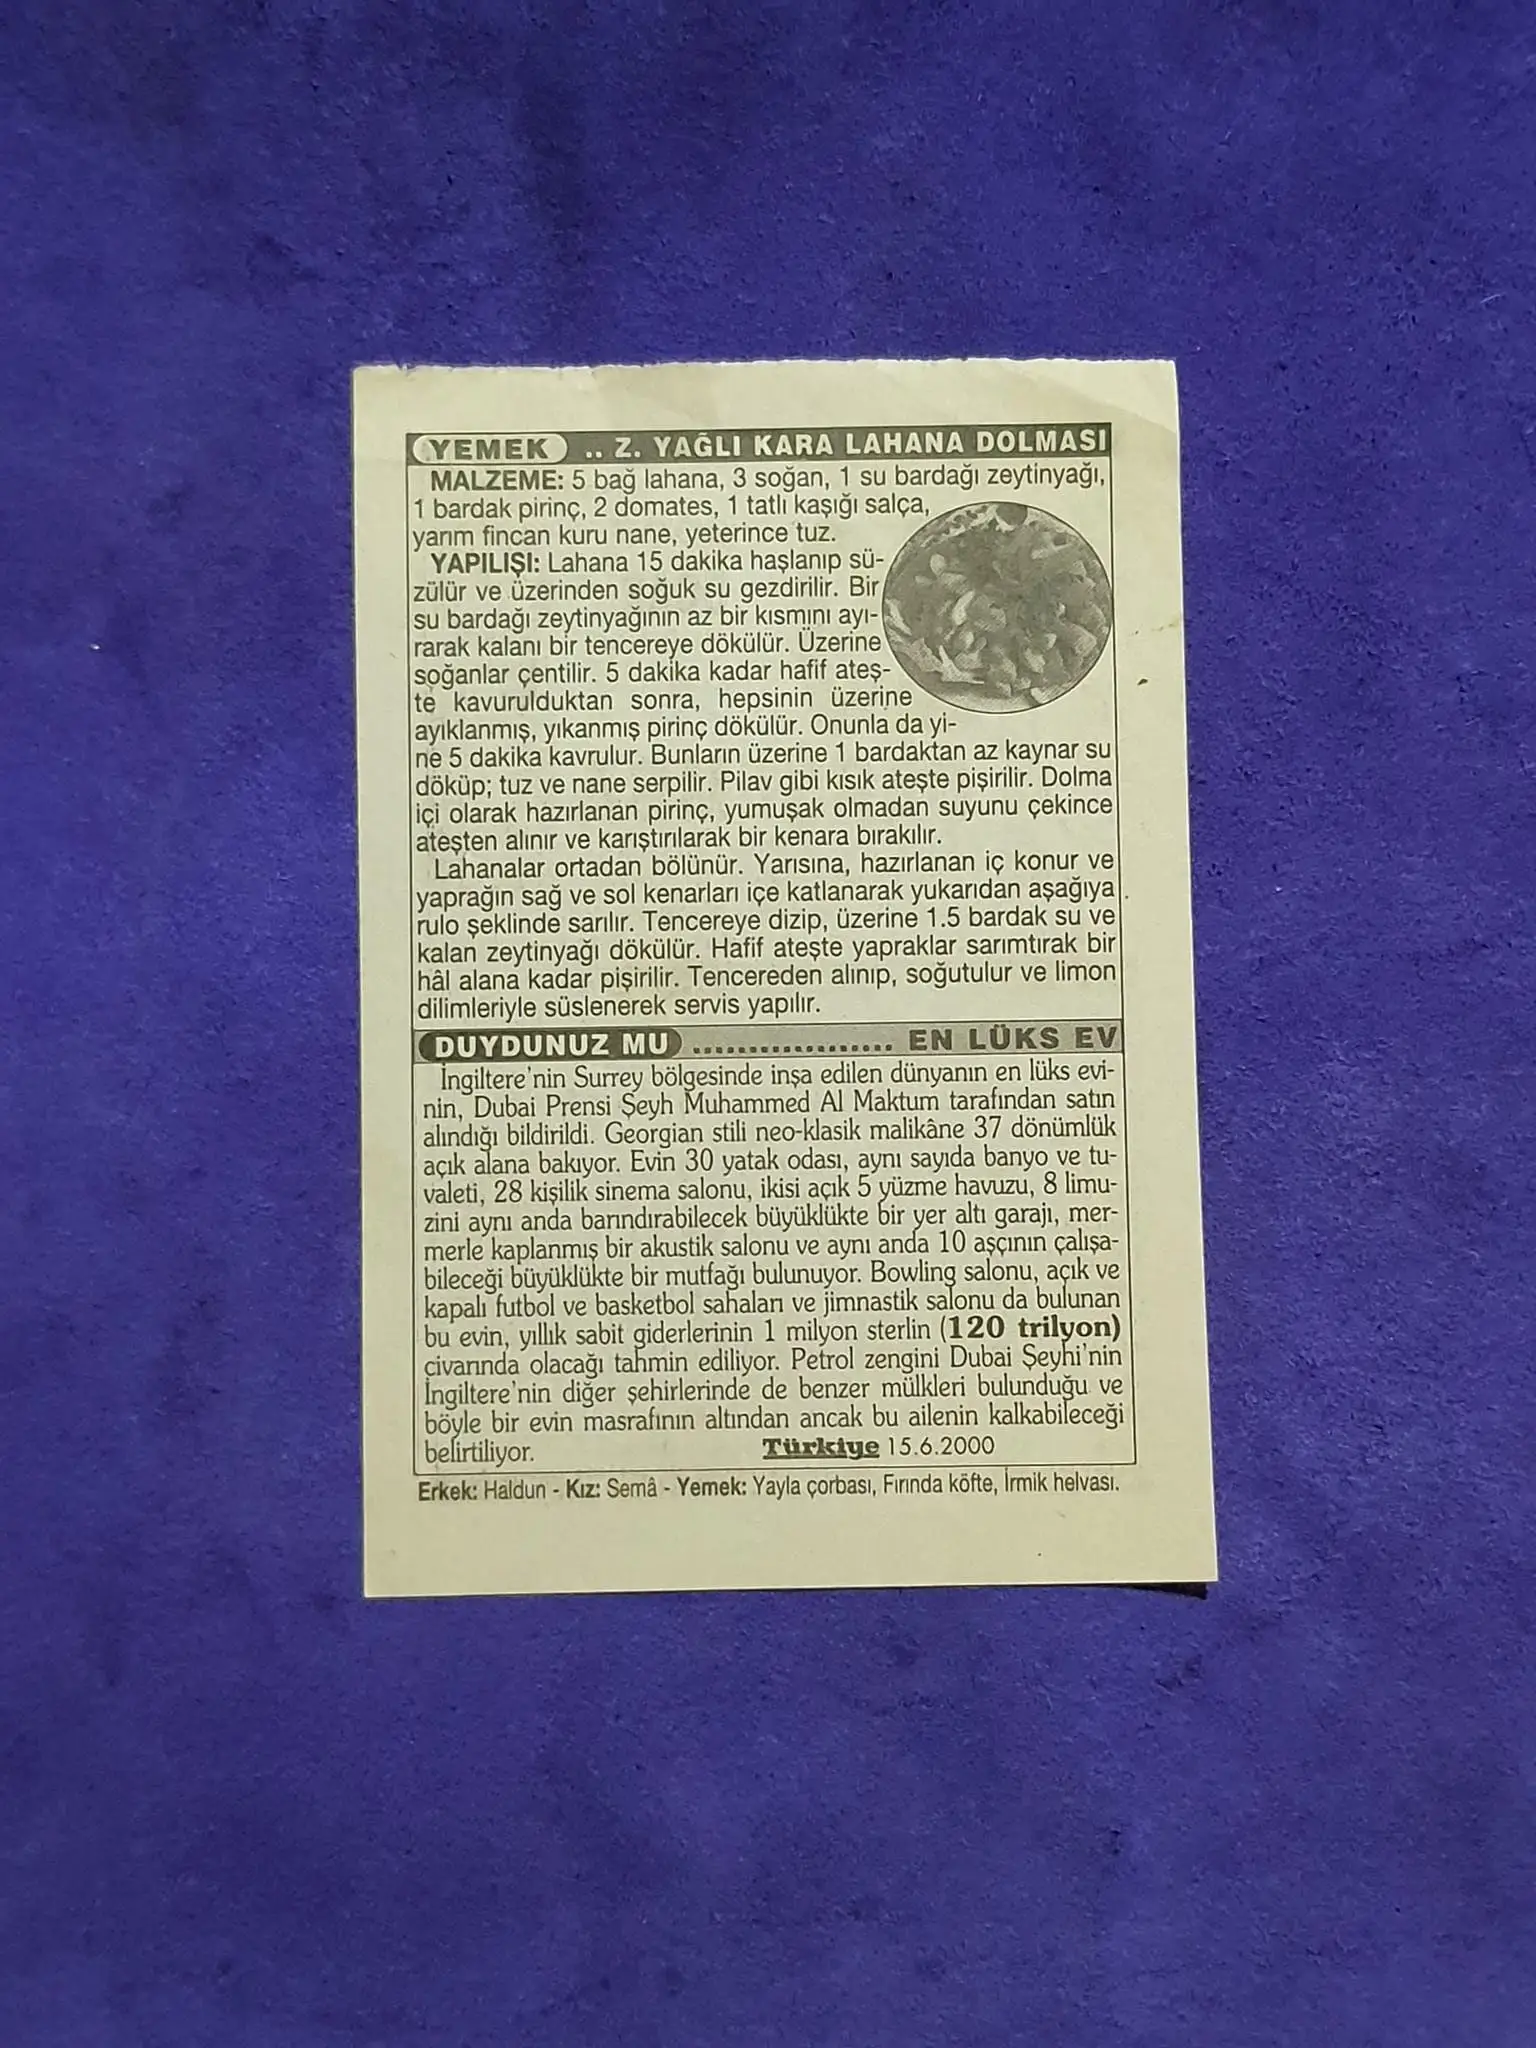 YEMEK .. Z. YAĞLI KARA LAHANA DOLMASI
MALZEME: 5 bağ lahana, 3 soğan, 1 su bardağı zeytinyağı,
1 bardak pirinç, 2 domates, 1 tatlı kaşığı salça,
yarım fincan kuru nane, yeterince tuz.
YAPILIŞI: Lahana 15 dakika haşlanıp sü-
zülür ve üzerinden soğuk su gezdirilir. Bir
su bardağı zeytinyağının az bir kısmını ayı-
rarak kalanı bir tencereye dökülür. Üzerine
soğanlar çentilir. 5 dakika kadar hafif ateş-
te kavurulduktan sonra, hepsinin üzerine
ayıklanmış, yıkanmış pirinç dökülür. Onunla da yi-
ne 5 dakika kavrulur. Bunların üzerine 1 bardaktan az kaynar su
döküp; tuz ve nane serpilir. Pilav gibi kısık ateşte pişirilir. Dolma
içi olarak hazırlanan pirinç, yumuşak olmadan suyunu çekince
ateşten alınır ve karıştırılarak bir kenara bırakılır.
Lahanalar ortadan bölünür. Yarısına, hazırlanan iç konur ve
yaprağın sağ ve sol kenarları içe katlanarak yukarıdan aşağıya
rulo şeklinde sarılır. Tencereye dizip, üzerine 1.5 bardak su ve
kalan zeytinyağı dökülür. Hafif ateşte yapraklar sarımtırak bir
hâl alana kadar pişirilir. Tencereden alınıp, soğutulur ve limon
dilimleriyle süslenerek servis yapılır.
DUYDUNUZ MU .................. EN LÜKS EV
İngiltere'nin Surrey bölgesinde inşa edilen dünyanın en lüks evi-
nin, Dubai Prensi Şeyh Muhammed Al Maktum tarafından satın
alındığı bildirildi. Georgian stili neo-klasik malikâne 37 dönümlük
açık alana bakıyor. Evin 30 yatak odası, aynı sayıda banyo ve tu-
valeti, 28 kişilik sinema salonu, ikisi açık 5 yüzme havuzu, 8 limu-
zini aynı anda barındırabilecek büyüklükte bir yer altı garajı, mer-
merle kaplanmış bir akustik salonu ve aynı anda 10 aşçının çalışa-
bileceği büyüklükte bir mutfağı bulunuyor. Bowling salonu, açık ve
kapalı futbol ve basketbol sahaları ve jimnastik salonu da bulunan
bu evin, yıllık sabit giderlerinin 1 milyon sterlin (120 trilyon)
civarında olacağı tahmin ediliyor. Petrol zengini Dubai Şeyhi'nin
İngiltere'nin diğer şehirlerinde de benzer mülkleri bulunduğu ve
böyle bir evin masrafının altından ancak bu ailenin kalkabileceği
belirtiliyor. Türkiye 15.6.2000
Erkek: Haldun - Kız: Semâ - Yemek: Yayla çorbası, Fırında köfte, İrmik helvası.